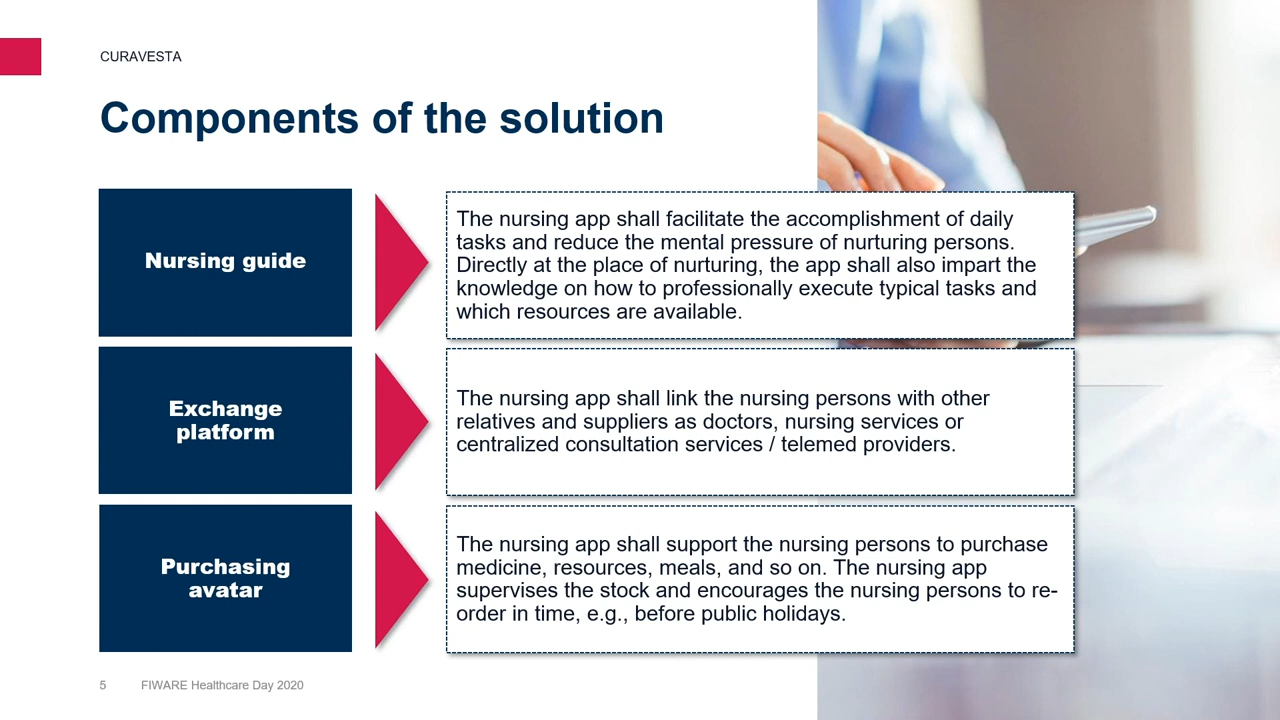 CURAVESTA
Components of the solution
Nursing guide
The nursing app shall facilitate the accomplishment of daily
tasks and reduce the mental pressure of nurturing persons.
Directly at the place of nurturing, the app shall also impart the
knowledge on how to professionally execute typical tasks and
which resources are available.
Exchange
platform
The nursing app shall link the nursing persons with other
relatives and suppliers as doctors, nursing services or
centralized consultation services / telemed providers.
Purchasing
avatar
The nursing app shall support the nursing persons to purchase
medicine, resources, meals, and so on. The nursing app
supervises the stock and encourages the nursing persons to re-
order in time, e.g., before public holidays.
5 FIWARE Healthcare Day 2020